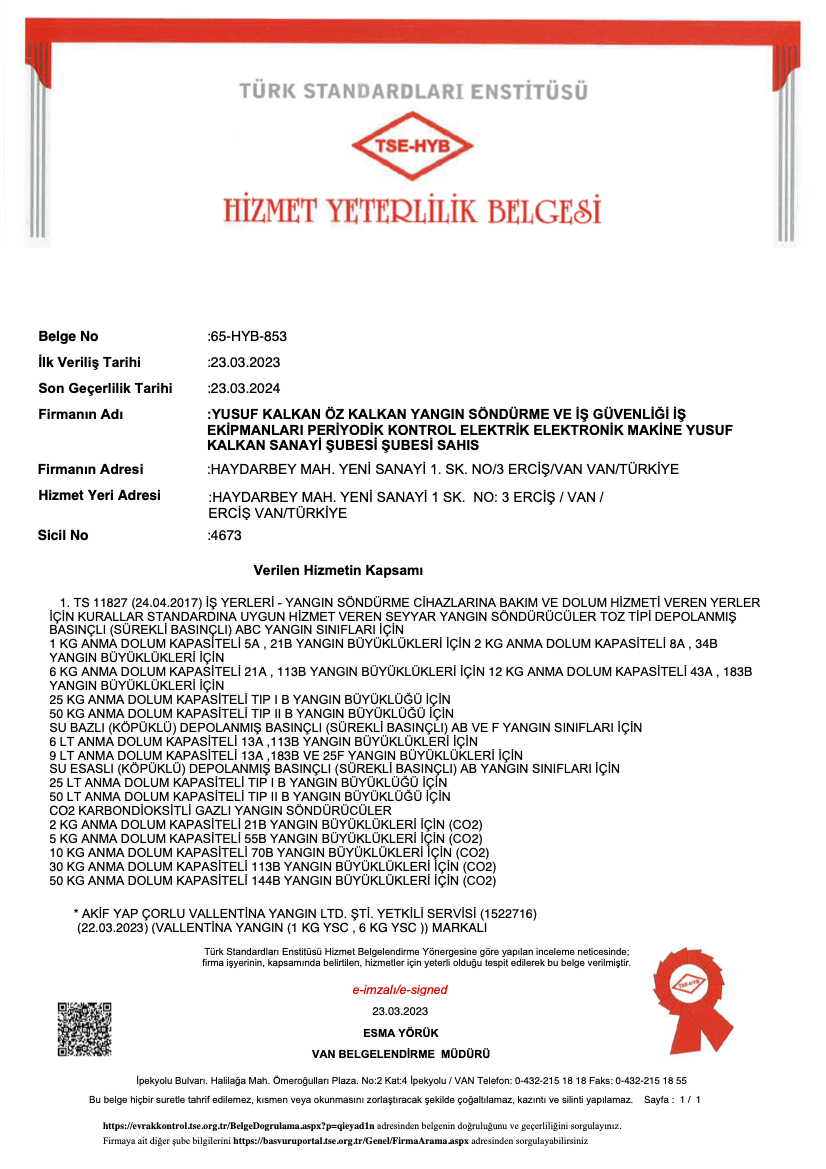 TÜRK STANDARDLARI ENSTİTÜSÜ
TSE-HYB
HİZMET YETERLİLİK BELGESİ
Belge No :65-HYB-853
İlk Veriliş Tarihi :23.03.2023
Son Geçerlilik Tarihi :23.03.2024
Firmanın Adı :YUSUF KALKAN ÖZ KALKAN YANGIN SÖNDÜRME VE İŞ GÜVENLİĞİ İŞ
EKİPMANLARI PERİYODİK KONTROL ELEKTRİK ELEKTRONİK MAKİNE YUSUF
KALKAN SANAYİ ŞUBESİ ŞUBESİ SAHIS
Firmanın Adresi :HAYDARBEY MAH. YENİ SANAYİ 1. SK. NO/3 ERCİŞ/VAN VAN/TÜRKİYE
Hizmet Yeri Adresi :HAYDARBEY MAH. YENİ SANAYİ 1 SK. NO: 3 ERCİŞ / VAN /
ERCİŞ VAN/TÜRKİYE
Sicil No :4673
Verilen Hizmetin Kapsamı
1. TS 11827 (24.04.2017) İŞ YERLERİ - YANGIN SÖNDÜRME CİHAZLARINA BAKIM VE DOLUM HİZMETİ VEREN YERLER
İÇİN KURALLAR STANDARDINA UYGUN HİZMET VEREN SEYYAR YANGIN SÖNDÜRÜCÜLER TOZ TİPİ DEPOLANMIŞ
BASINÇLI (SÜREKLİ BASINÇLI) ABC YANGIN SINIFLARI İÇİN
1 KG ANMA DOLUM KAPASİTELİ 5A , 21B YANGIN BÜYÜKLÜKLERİ İÇİN 2 KG ANMA DOLUM KAPASİTELİ 8A , 34B
YANGIN BÜYÜKLÜKLERİ İÇİN
6 KG ANMA DOLUM KAPASİTELİ 21A , 113B YANGIN BÜYÜKLÜKLERİ İÇİN 12 KG ANMA DOLUM KAPASİTELİ 43A , 183B
YANGIN BÜYÜKLÜKLERİ İÇİN
25 KG ANMA DOLUM KAPASİTELİ TIP I B YANGIN BÜYÜKLÜĞÜ İÇİN
50 KG ANMA DOLUM KAPASİTELİ TIP II B YANGIN BÜYÜKLÜĞÜ İÇİN
SU BAZLI (KÖPÜKLÜ) DEPOLANMIŞ BASINÇLI (SÜREKLİ BASINÇLI) AB VE F YANGIN SINIFLARI İÇİN
6 LT ANMA DOLUM KAPASİTELİ 13A ,113B YANGIN BÜYÜKLÜKLERİ İÇİN
9 LT ANMA DOLUM KAPASİTELİ 13A ,183B VE 25F YANGIN BÜYÜKLÜKLERİ İÇİN
SU ESASLI (KÖPÜKLÜ) DEPOLANMIŞ BASINÇLI (SÜREKLİ BASINÇLI) AB YANGIN SINIFLARI İÇİN
25 LT ANMA DOLUM KAPASİTELİ TIP I B YANGIN BÜYÜKLÜĞÜ İÇİN
50 LT ANMA DOLUM KAPASİTELİ TIP II B YANGIN BÜYÜKLÜĞÜ İÇİN
CO2 KARBONDİOKSİTLİ GAZLI YANGIN SÖNDÜRÜCÜLER
2 KG ANMA DOLUM KAPASİTELİ 21B YANGIN BÜYÜKLÜKLERİ İÇİN (CO2)
5 KG ANMA DOLUM KAPASİTELİ 55B YANGIN BÜYÜKLÜKLERİ İÇİN (CO2)
10 KG ANMA DOLUM KAPASİTELİ 70B YANGIN BÜYÜKLÜKLERİ İÇİN (CO2)
30 KG ANMA DOLUM KAPASİTELİ 113B YANGIN BÜYÜKLÜKLERİ İÇİN (CO2)
50 KG ANMA DOLUM KAPASİTELİ 144B YANGIN BÜYÜKLÜKLERİ İÇİN (CO2)
* AKİF YAP ÇORLU VALLENTİNA YANGIN LTD. ŞTİ. YETKİLİ SERVİSİ (1522716)
(22.03.2023) (VALLENTİNA YANGIN (1 KG YSC , 6 KG YSC )) MARKALI
Türk Standardları Enstitüsü Hizmet Belgelendirme Yönergesine göre yapılan inceleme neticesinde;
firma işyerinin, kapsamında belirtilen, hizmetler için yeterli olduğu tespit edilerek bu belge verilmiştir.
TSE-HYB
e-imzalı/e-signed
23.03.2023
ESMA YÖRÜK
VAN BELGELENDİRME MÜDÜRÜ
İpekyolu Bulvarı. Halilağa Mah. Ömeroğulları Plaza. No:2 Kat:4 İpekyolu / VAN Telefon: 0-432-215 18 18 Faks: 0-432-215 18 55
Bu belge hiçbir suretle tahrif edilemez, kısmen veya okunmasını zorlaştıracak şekilde çoğaltılamaz, kazıntı ve silinti yapılamaz. Sayfa : 1 / 1
https://evrakkontrol.tse.org.tr/BelgeDogrulama.aspx?p=qieyad1n adresinden belgenin doğruluğunu ve geçerliliğini sorgulayınız.
Firmaya ait diğer şube bilgilerini https://basvuruportal.tse.org.tr/Genel/FirmaArama.aspx adresinden sorgulayabilirsiniz